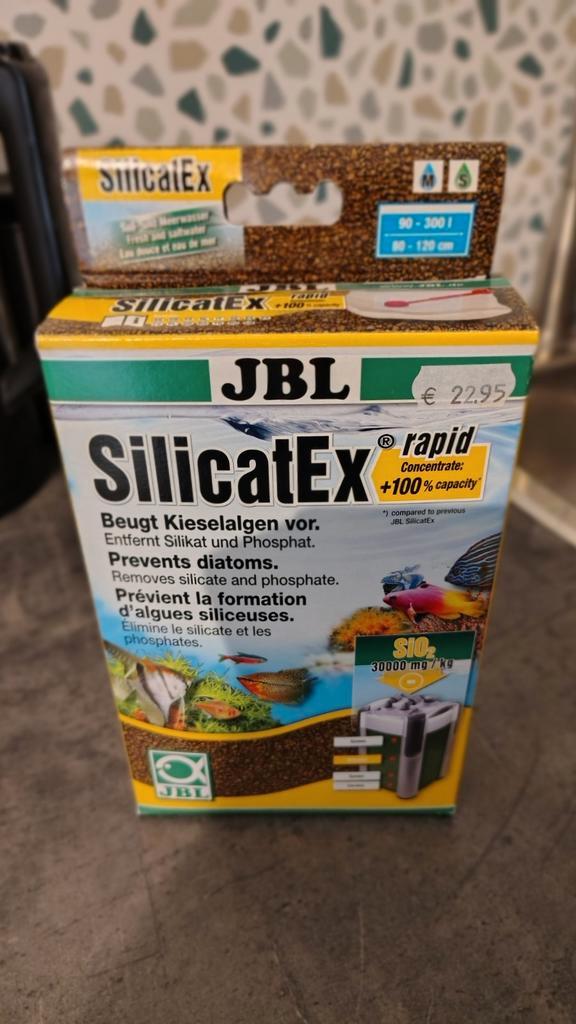 SilicatEx
M
S
Süß- und Meerwasser
Fresh and saltwater
Eau douce et eau de mer
90 - 300 l
80 - 120 cm
JBL
SilicatEx rapid
+100%
JBL
€ 22.95
SilicatEx® rapid
Concentrate:
+100% capacity*
*) compared to previous
JBL SilicatEx
Beugt Kieselalgen vor.
Entfernt Silikat und Phosphat.
Prevents diatoms.
Removes silicate and phosphate.
Prévient la formation
d'algues siliceuses.
Élimine le silicate et les
phosphates.
SiO₂
30000 mg / kg
JBL